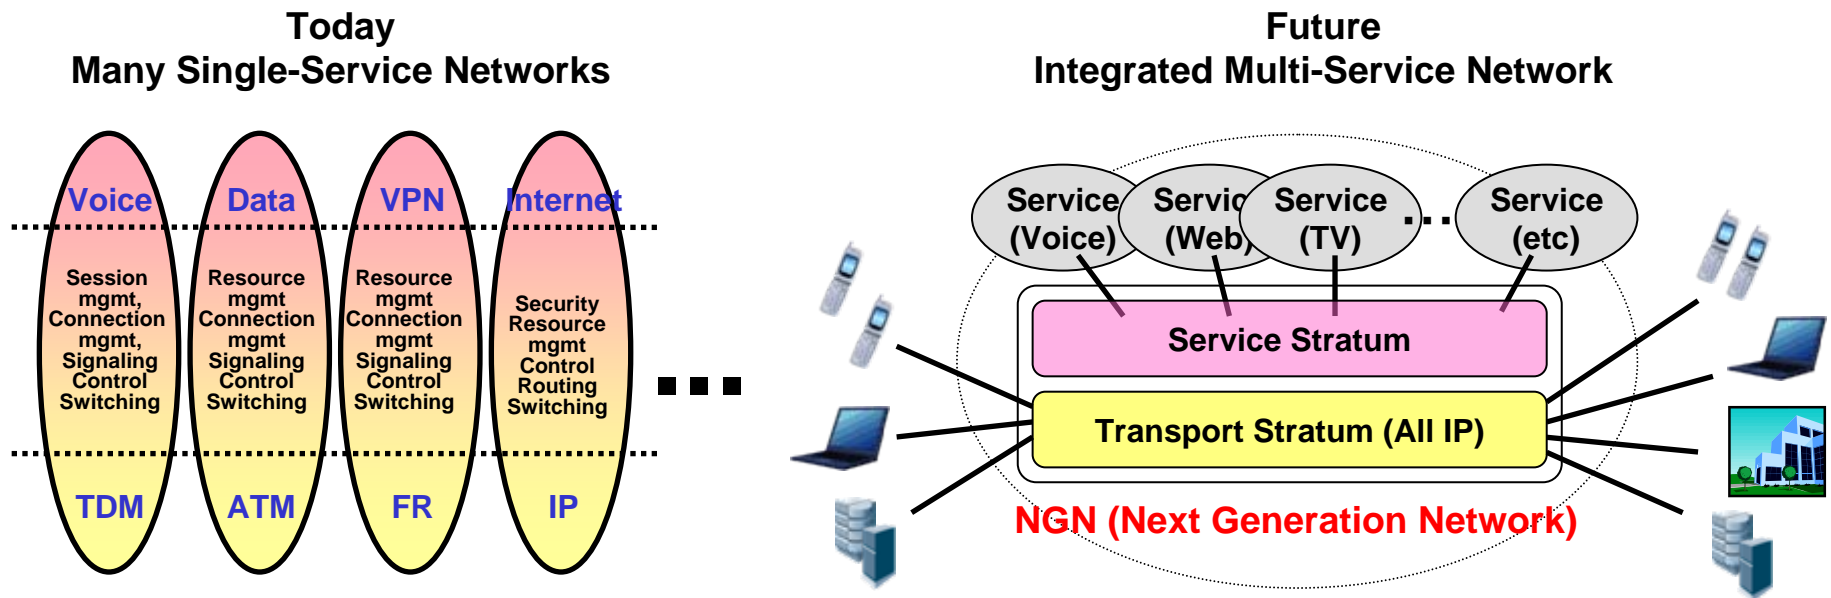 Today
Many Single-Service Networks
Voice
Session
mgmt,
Connection
mgmt,
Signaling
Control
Switching
TDM
Data
Resource
mgmt
Connection
mgmt
Signaling
Control
Switching
ATM
VPN
Resource
mgmt
Connection
mgmt
Signaling
Control
Switching
FR
Internet
Security
Resource
mgmt
Control
Routing
Switching
IP
...
Future
Integrated Multi-Service Network
Service
(Voice)
Servic
(Web)
Service
(TV)
...
Service
(etc)
Service Stratum
Transport Stratum (All IP)
NGN (Next Generation Network)